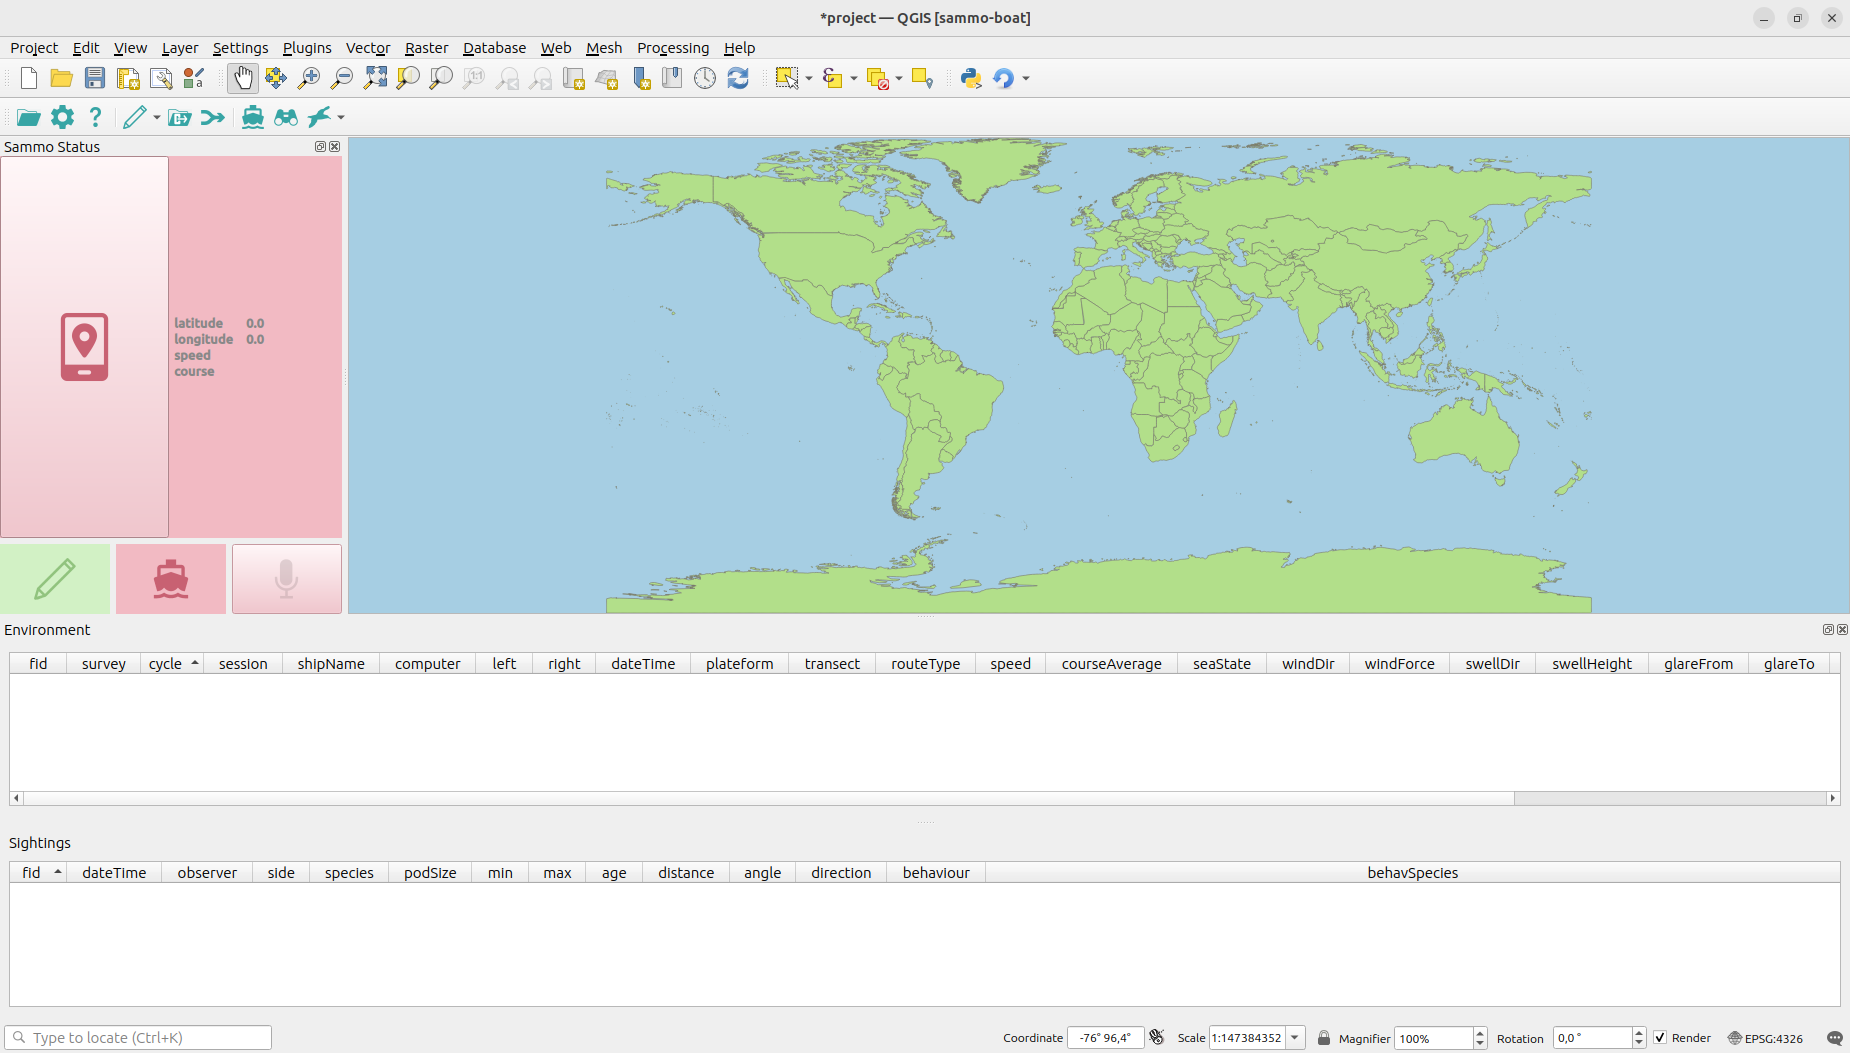 *project — QGIS [sammo-boat]
Project Edit View Layer Settings Plugins Vector Raster Database Web Mesh Processing Help
Sammo Status
latitude 0.0
longitude 0.0
speed
course
Environment
fid survey cycle session shipName computer left right dateTime plateform transect routeType speed courseAverage seaState windDir windForce swellDir swellHeight glareFrom glareTo
Sightings
fid dateTime observer side species podSize min max age distance angle direction behaviour behavSpecies
Type to locate (Ctrl+K) Coordinate -76° 96,4° Scale 1:147384352 Magnifier 100% Rotation 0,0 ° Render EPSG:4326